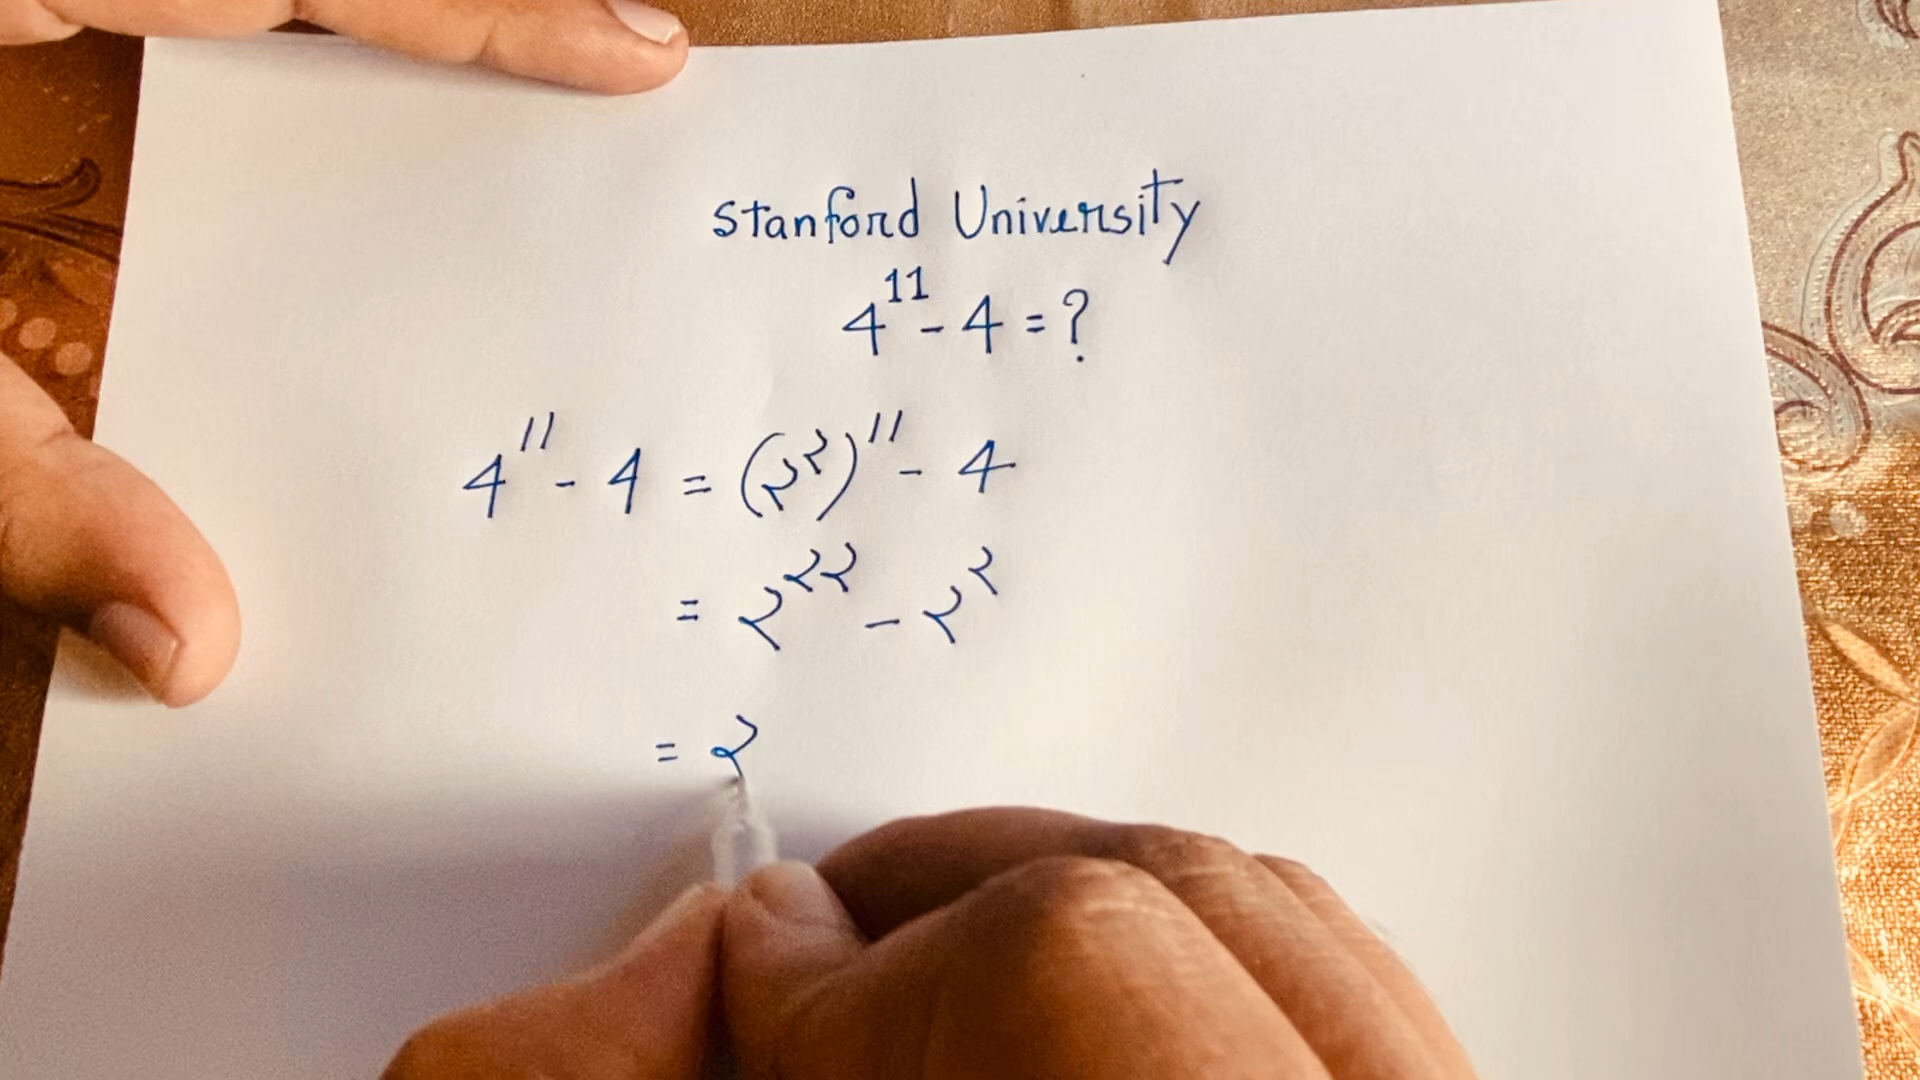 Stanford University
4¹¹ - 4 = ?
4¹¹ - 4 = (2²)¹¹ - 4
= 2²² - 2²
= 2